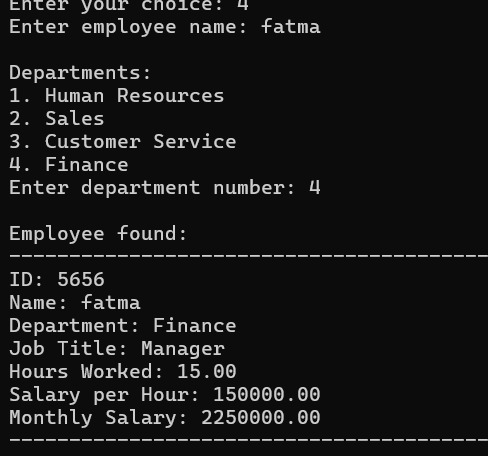 Enter your choice: 4
Enter employee name: fatma
Departments:
1. Human Resources
2. Sales
3. Customer Service
4. Finance
Enter department number: 4
Employee found:
----------------------------------------
ID: 5656
Name: fatma
Department: Finance
Job Title: Manager
Hours Worked: 15.00
Salary per Hour: 150000.00
Monthly Salary: 2250000.00
----------------------------------------